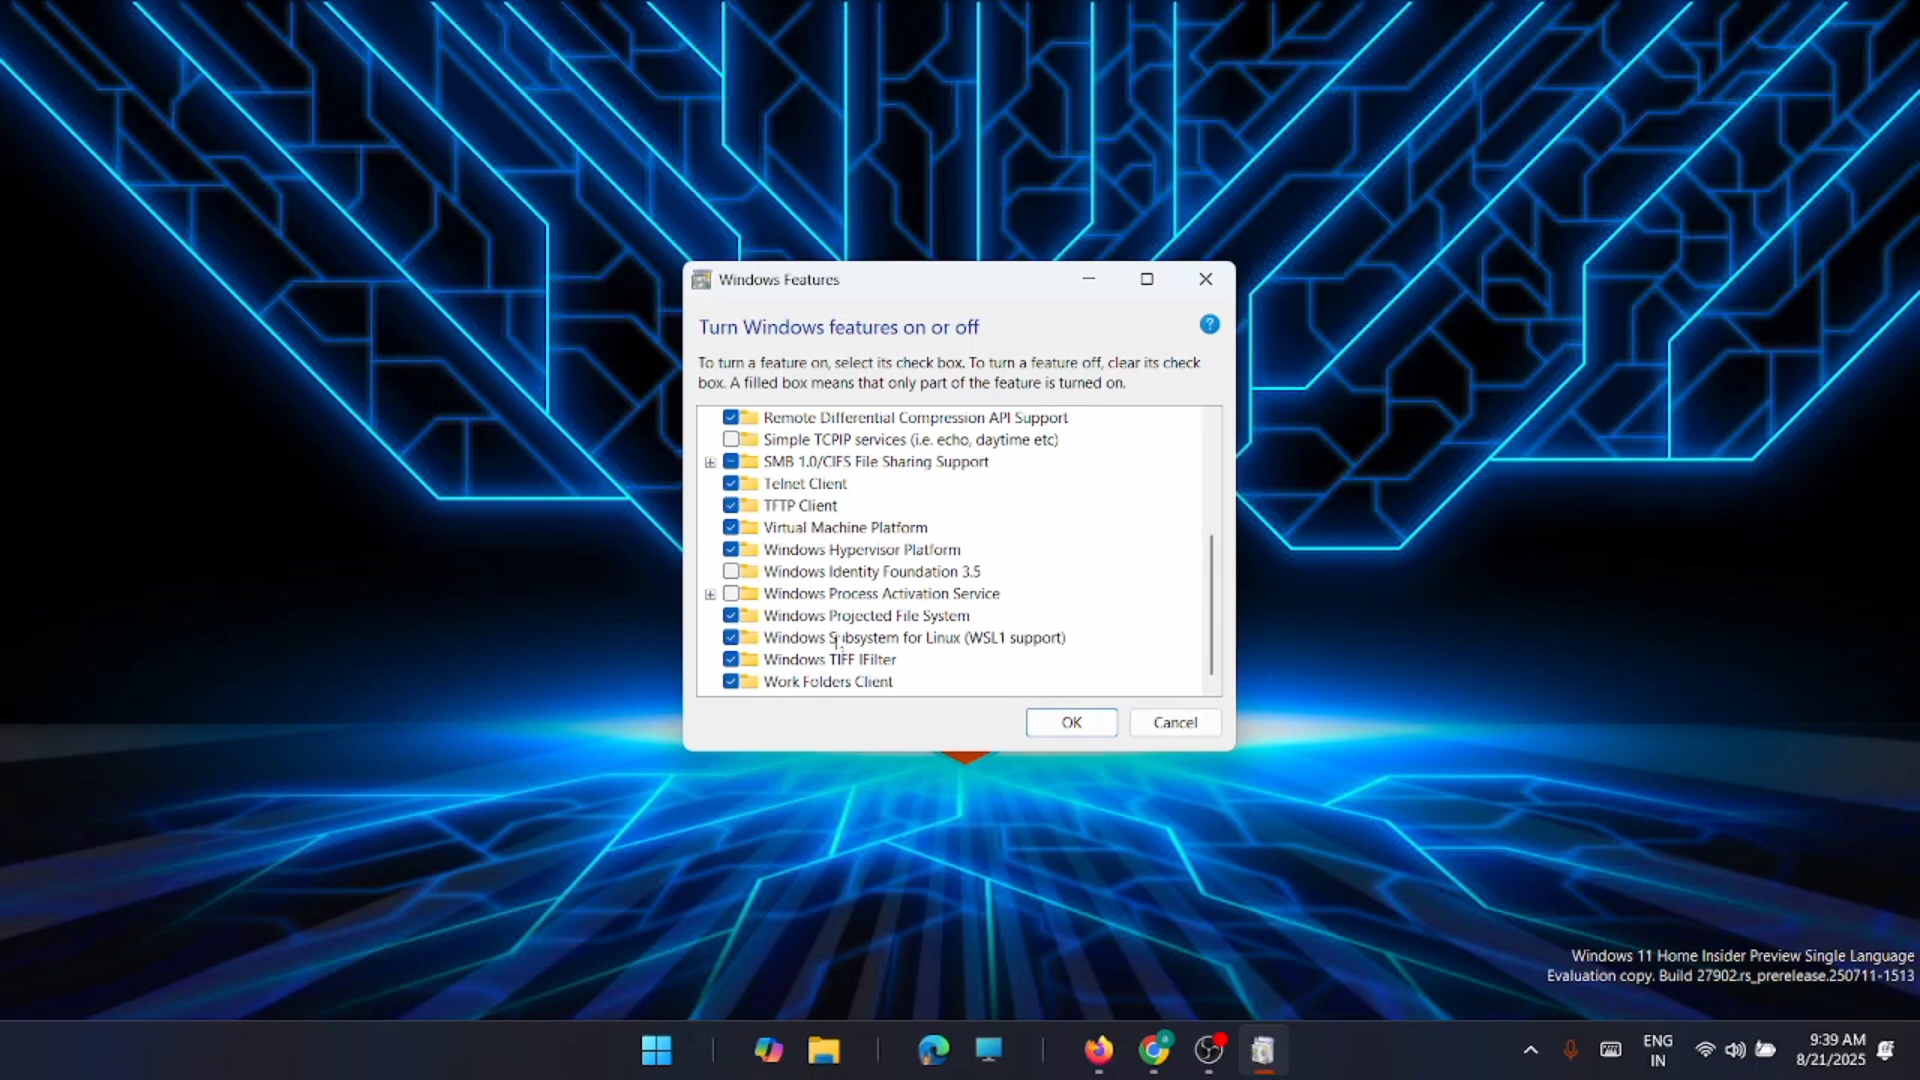 Windows Features
Turn Windows features on or off
To turn a feature on, select its check box. To turn a feature off, clear its check
box. A filled box means that only part of the feature is turned on.
Remote Differential Compression API Support
Simple TCPIP services (i.e. echo, daytime etc)
SMB 1.0/CIFS File Sharing Support
Telnet Client
TFTP Client
Virtual Machine Platform
Windows Hypervisor Platform
Windows Identity Foundation 3.5
Windows Process Activation Service
Windows Projected File System
Windows Subsystem for Linux (WSL1 support)
Windows TIFF IFilter
Work Folders Client
OK
Cancel
Windows 11 Home Insider Preview Single Language
Evaluation copy. Build 27902.rs_prerelease.250711-1513
ENG
IN
9:39 AM
8/21/2025